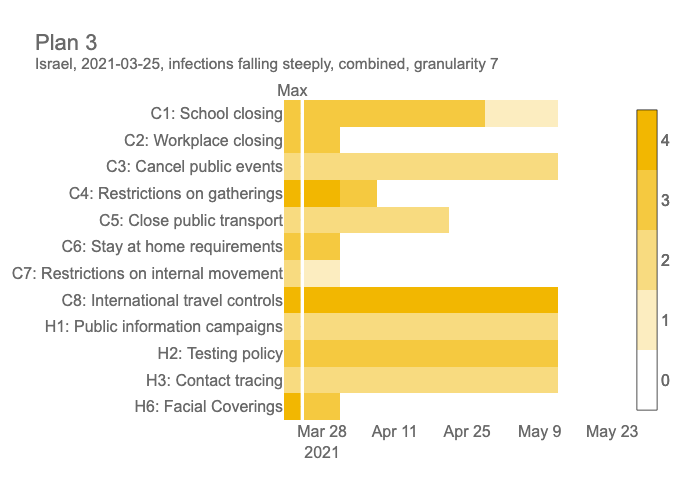 Plan 3
Israel, 2021-03-25, infections falling steeply, combined, granularity 7
Max
C1: School closing
C2: Workplace closing
C3: Cancel public events
C4: Restrictions on gatherings
C5: Close public transport
C6: Stay at home requirements
C7: Restrictions on internal movement
C8: International travel controls
H1: Public information campaigns
H2: Testing policy
H3: Contact tracing
H6: Facial Coverings
4
3
2
1
0
Mar 28 Apr 11 Apr 25 May 9 May 23
2021